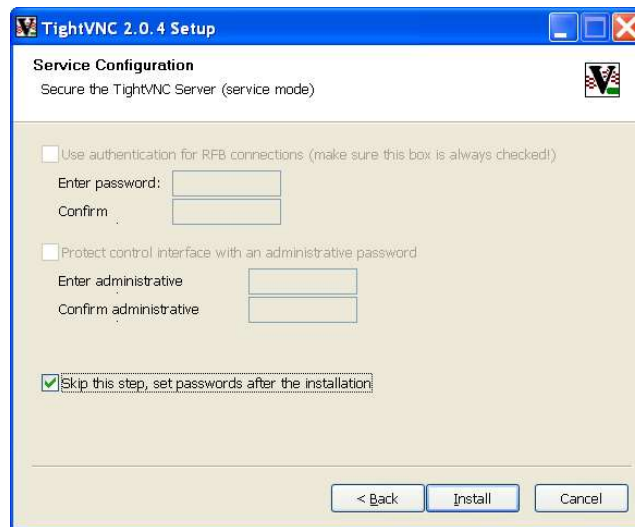 TightVNC 2.0.4 Setup
Service Configuration
Secure the TightVNC Server (service mode)
Use authentication for RFB connections (make sure this box is always checked!)
Enter password:
Confirm
Protect control interface with an administrative password
Enter administrative
Confirm administrative
Skip this step, set passwords after the installation
< Back Install Cancel